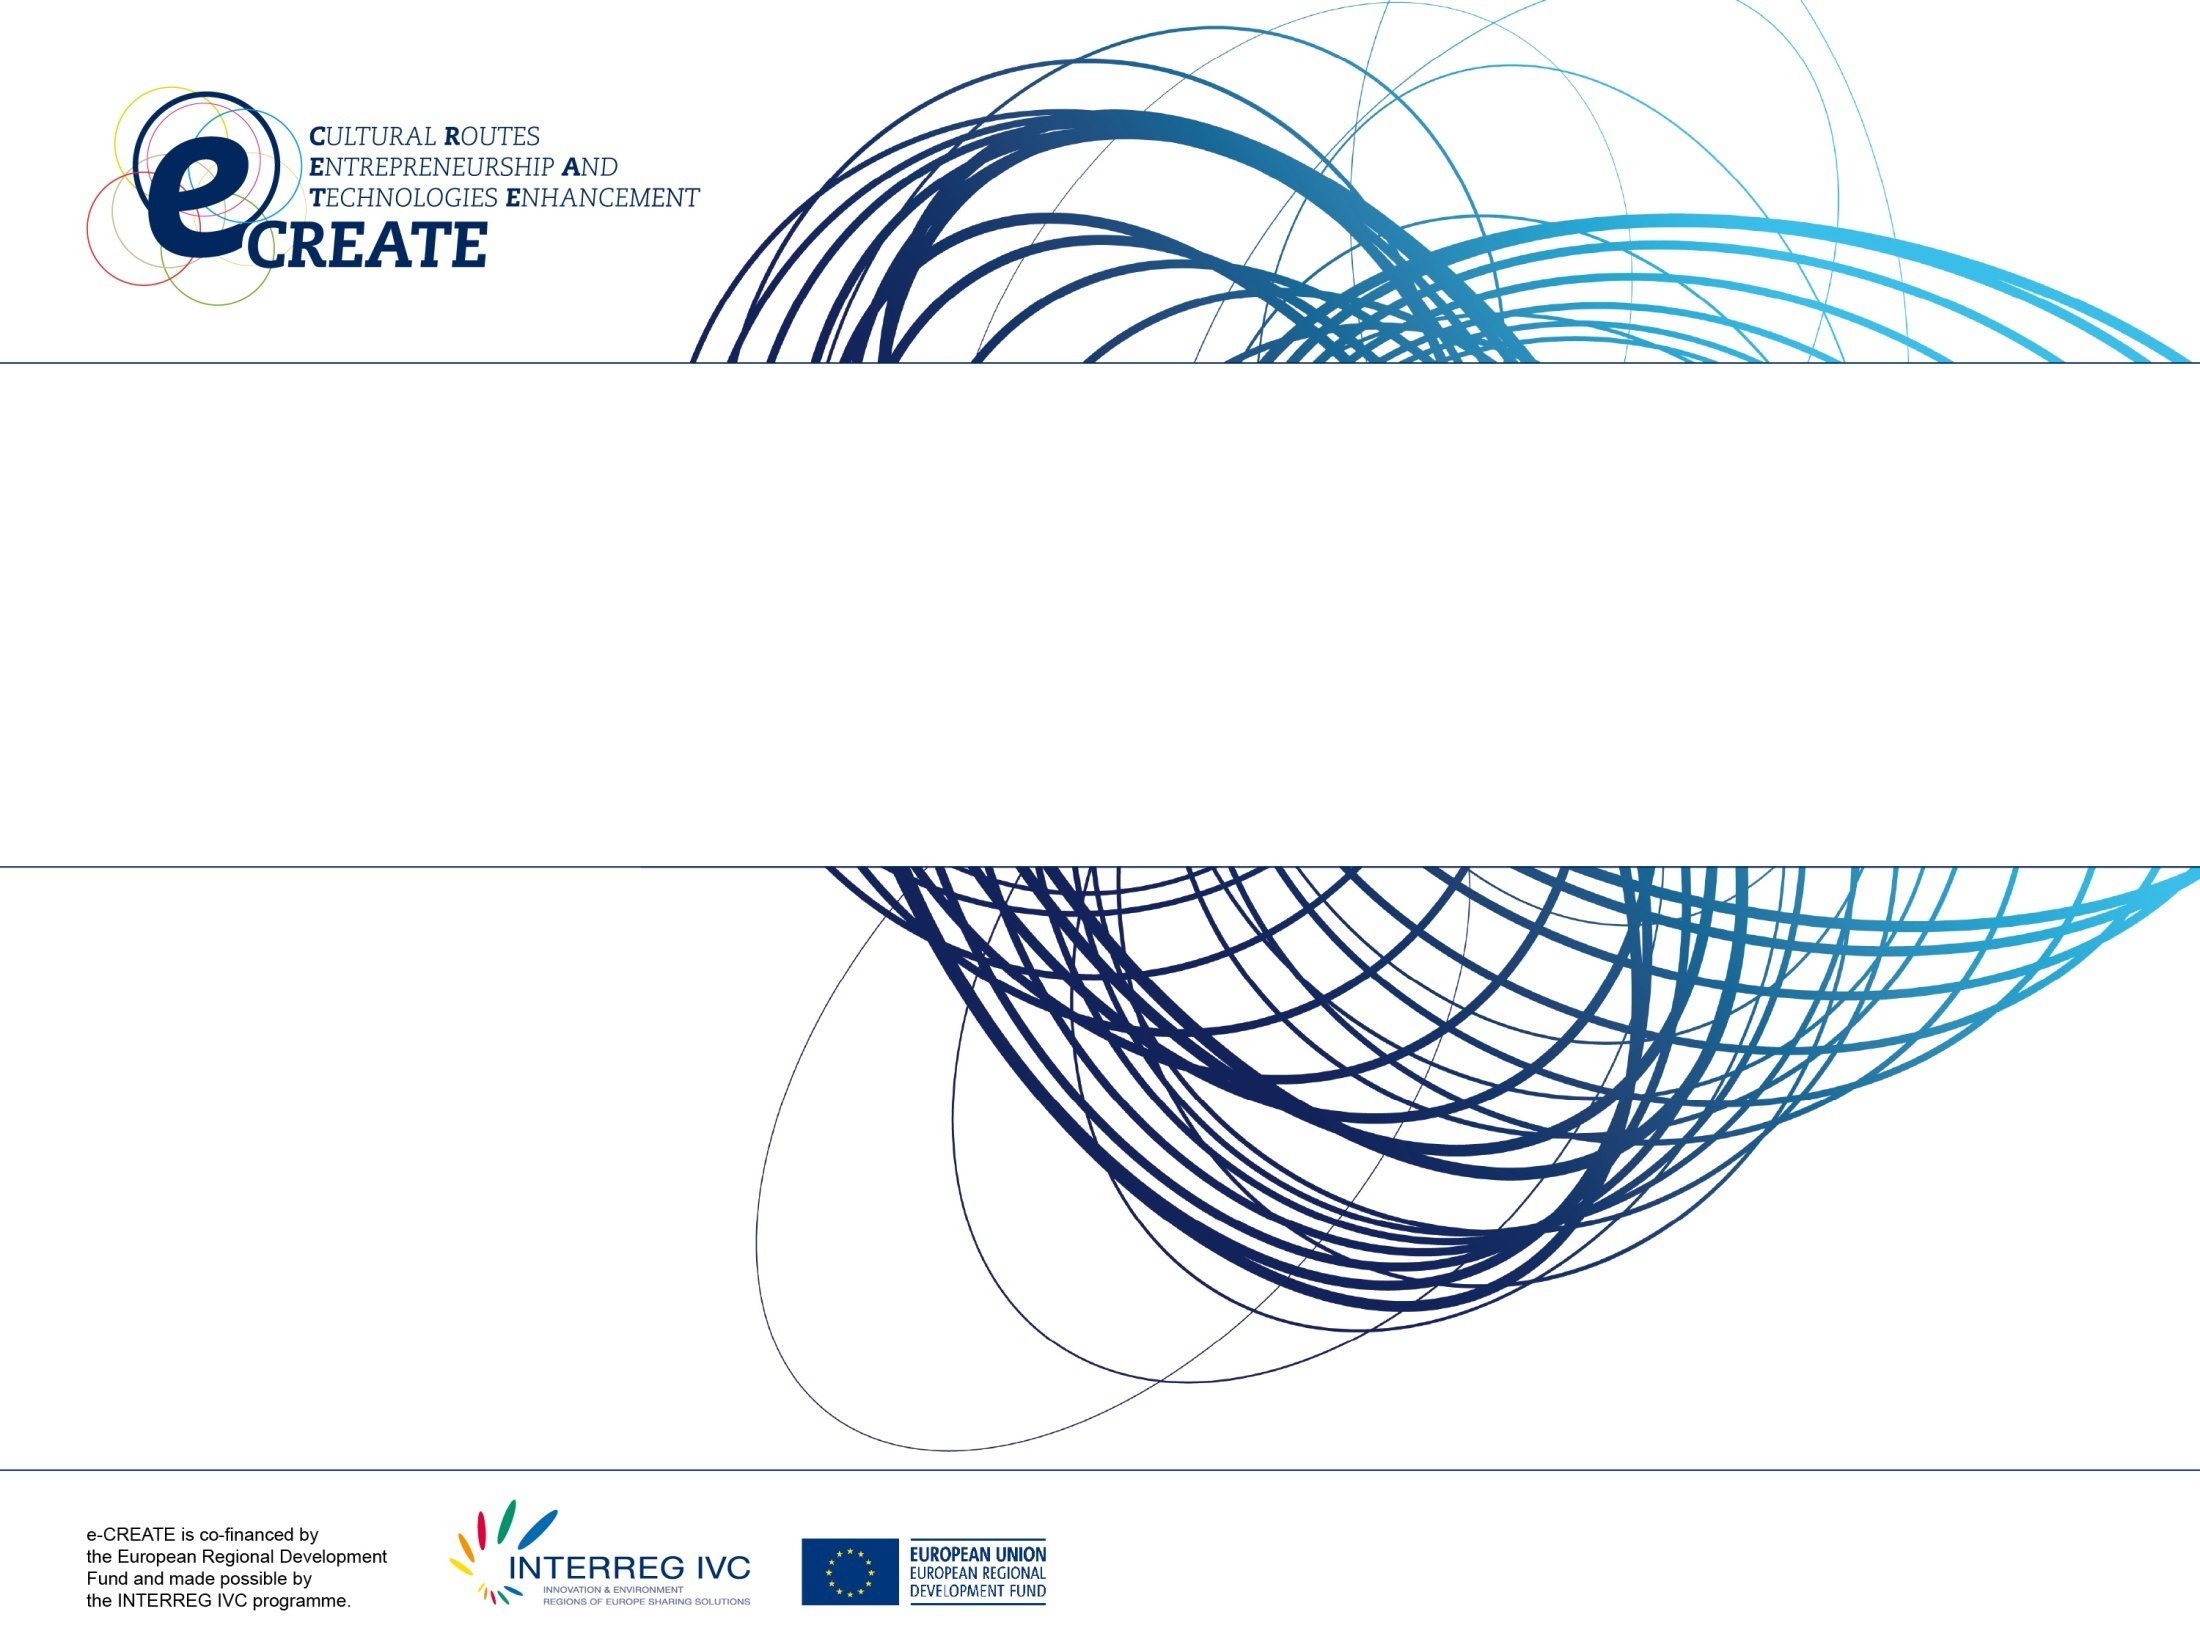 CULTURAL ROUTES
ENTREPRENEURSHIP AND
TECHNOLOGIES ENHANCEMENT
eCREATE
e-CREATE is co-financed by
the European Regional Development
Fund and made possible by
the INTERREG IVC programme.
INTERREG IVC
INNOVATION & ENVIRONMENT
REGIONS OF EUROPE SHARING SOLUTIONS
EUROPEAN UNION
EUROPEAN REGIONAL
DEVELOPMENT FUND